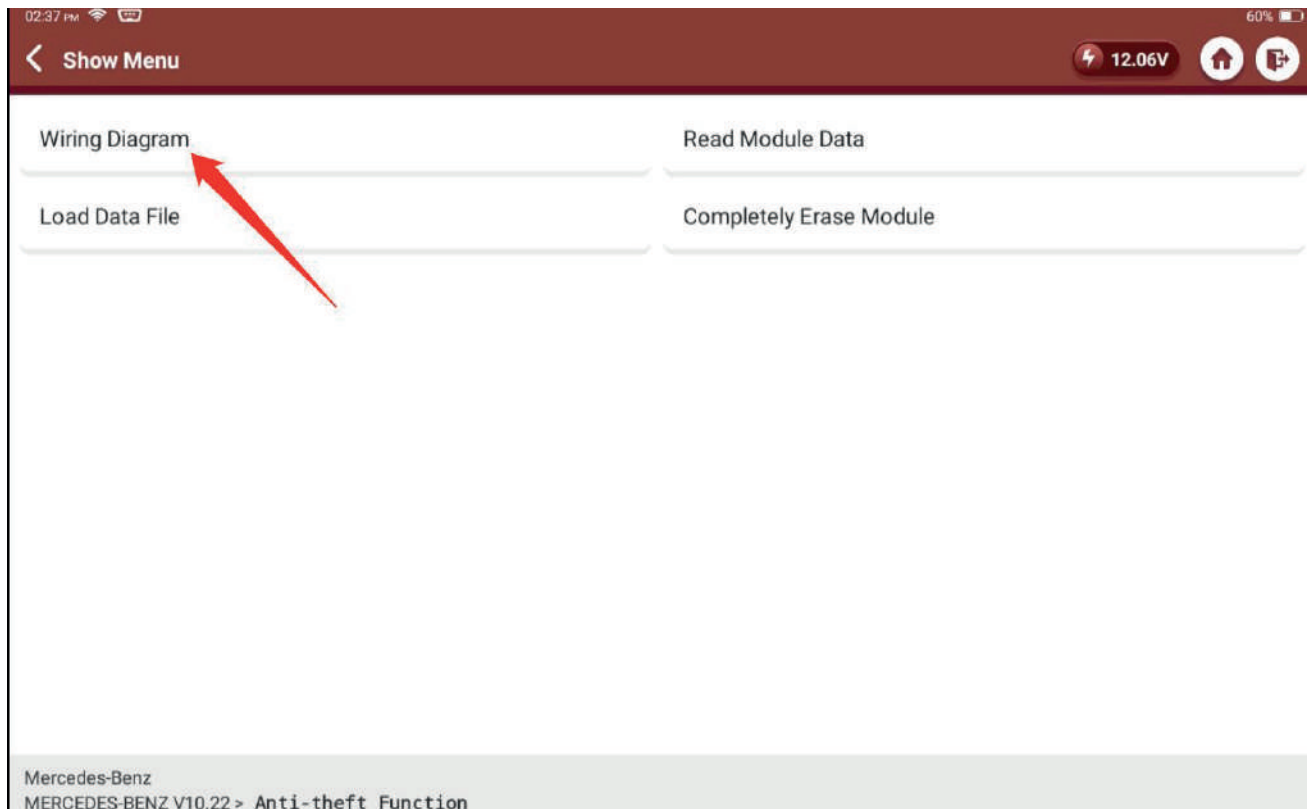 02:37 PM
60%
Show Menu
12.06V
Wiring Diagram
Read Module Data
Load Data File
Completely Erase Module
Mercedes-Benz
MERCEDES-BENZ V10.22 > Anti-theft Function